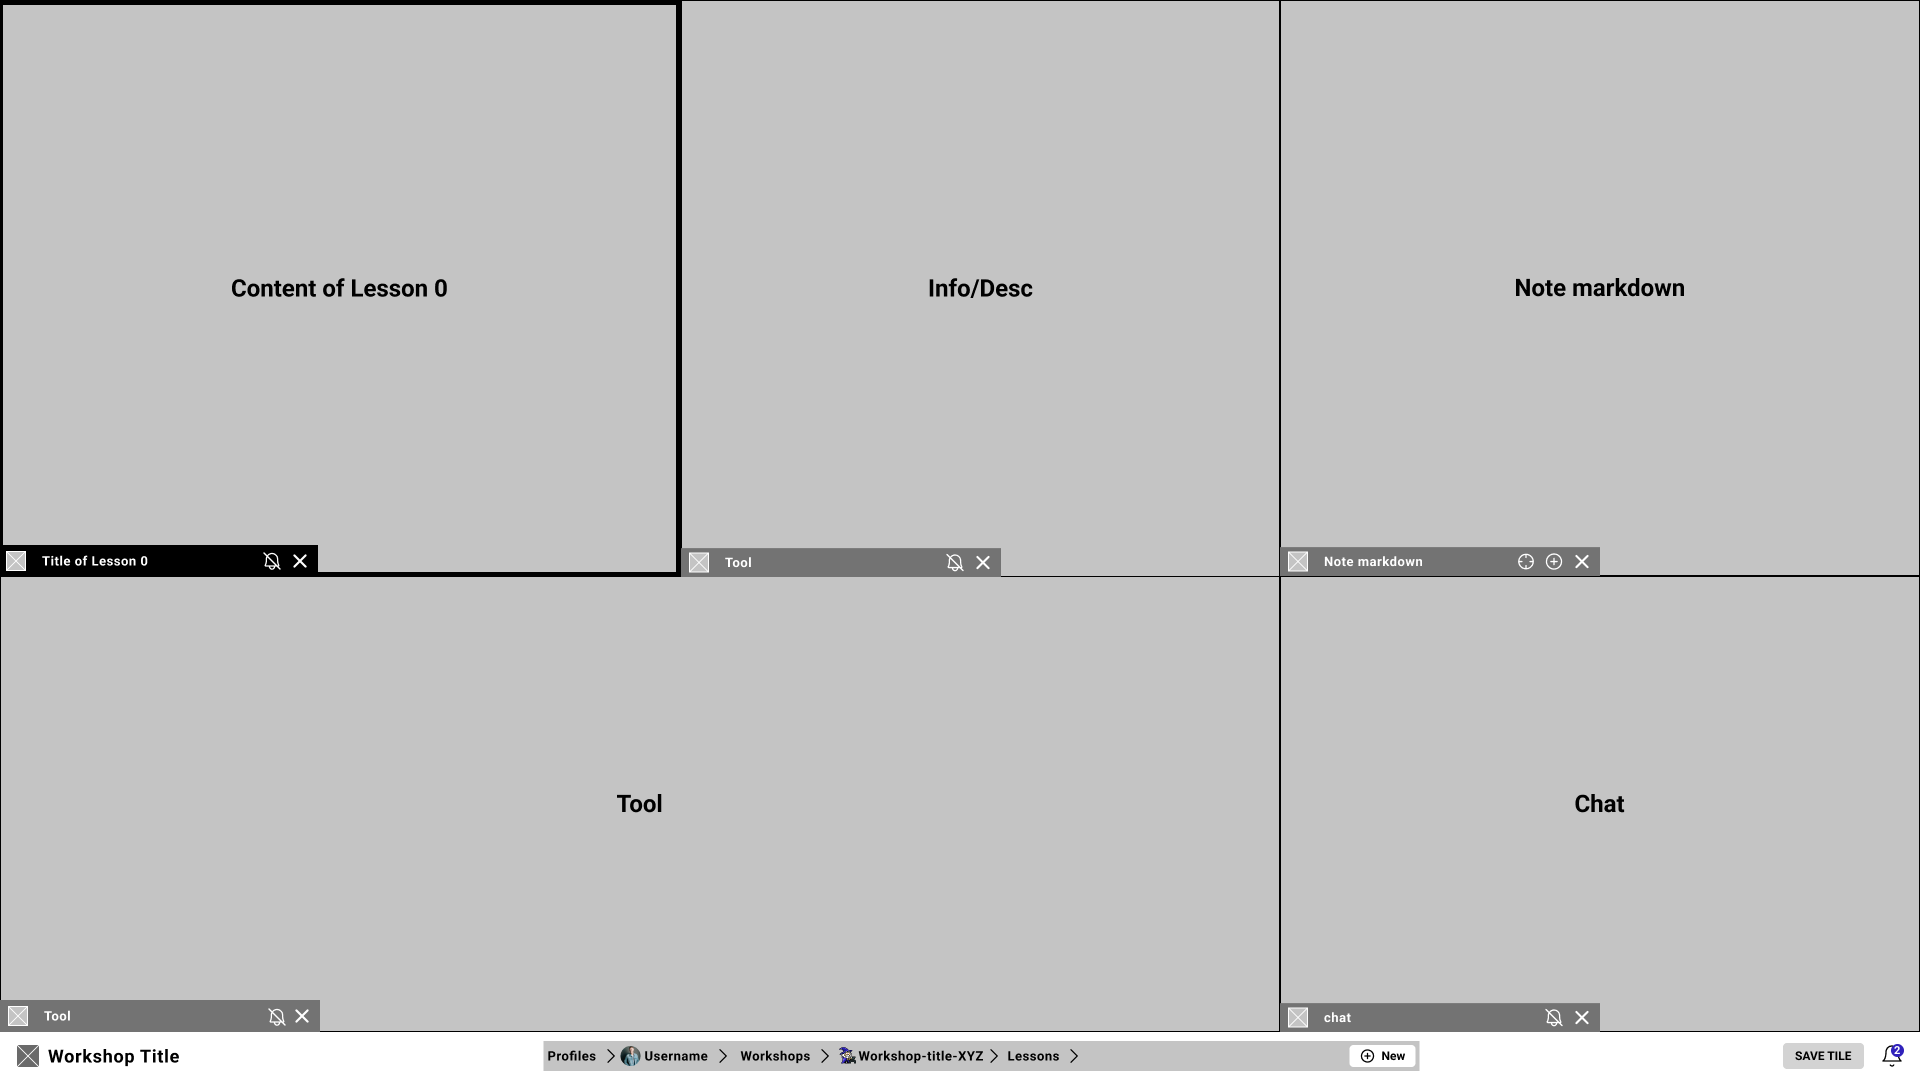 Content of Lesson 0
Info/Desc
Note markdown
Title of Lesson 0
Tool
Note markdown
Tool
Chat
Tool
chat
Workshop Title
Profiles
Username
Workshops
Workshop-title-XYZ
Lessons
New
SAVE TILE
2